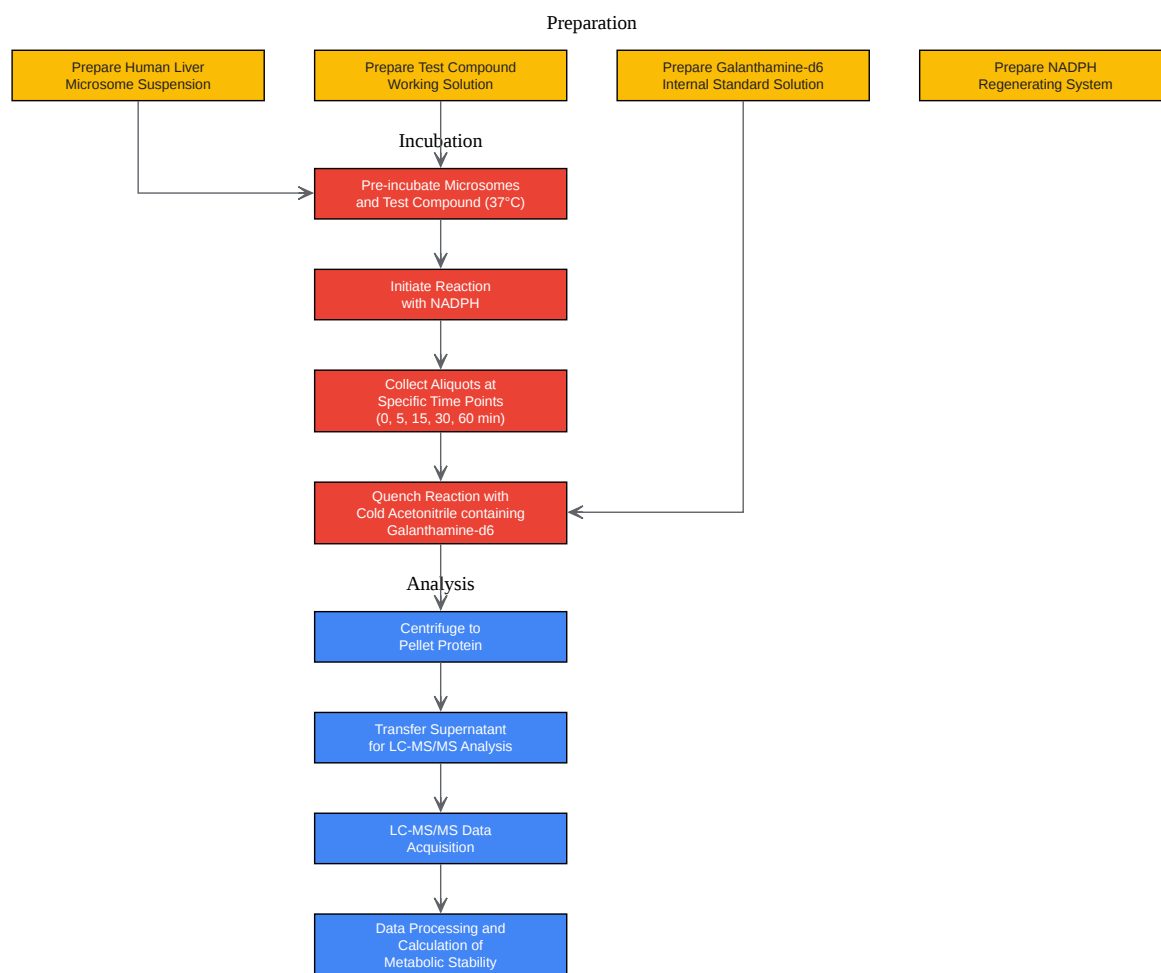 Preparation
Prepare Human Liver
Microsome Suspension
Prepare Test Compound
Working Solution
Prepare Galanthamine-d6
Internal Standard Solution
Prepare NADPH
Regenerating System
Incubation
Pre-incubate Microsomes
and Test Compound (37°C)
Initiate Reaction
with NADPH
Collect Aliquots at
Specific Time Points
(0, 5, 15, 30, 60 min)
Quench Reaction with
Cold Acetonitrile containing
Galanthamine-d6
Analysis
Centrifuge to
Pellet Protein
Transfer Supernatant
for LC-MS/MS Analysis
LC-MS/MS Data
Acquisition
Data Processing and
Calculation of
Metabolic Stability